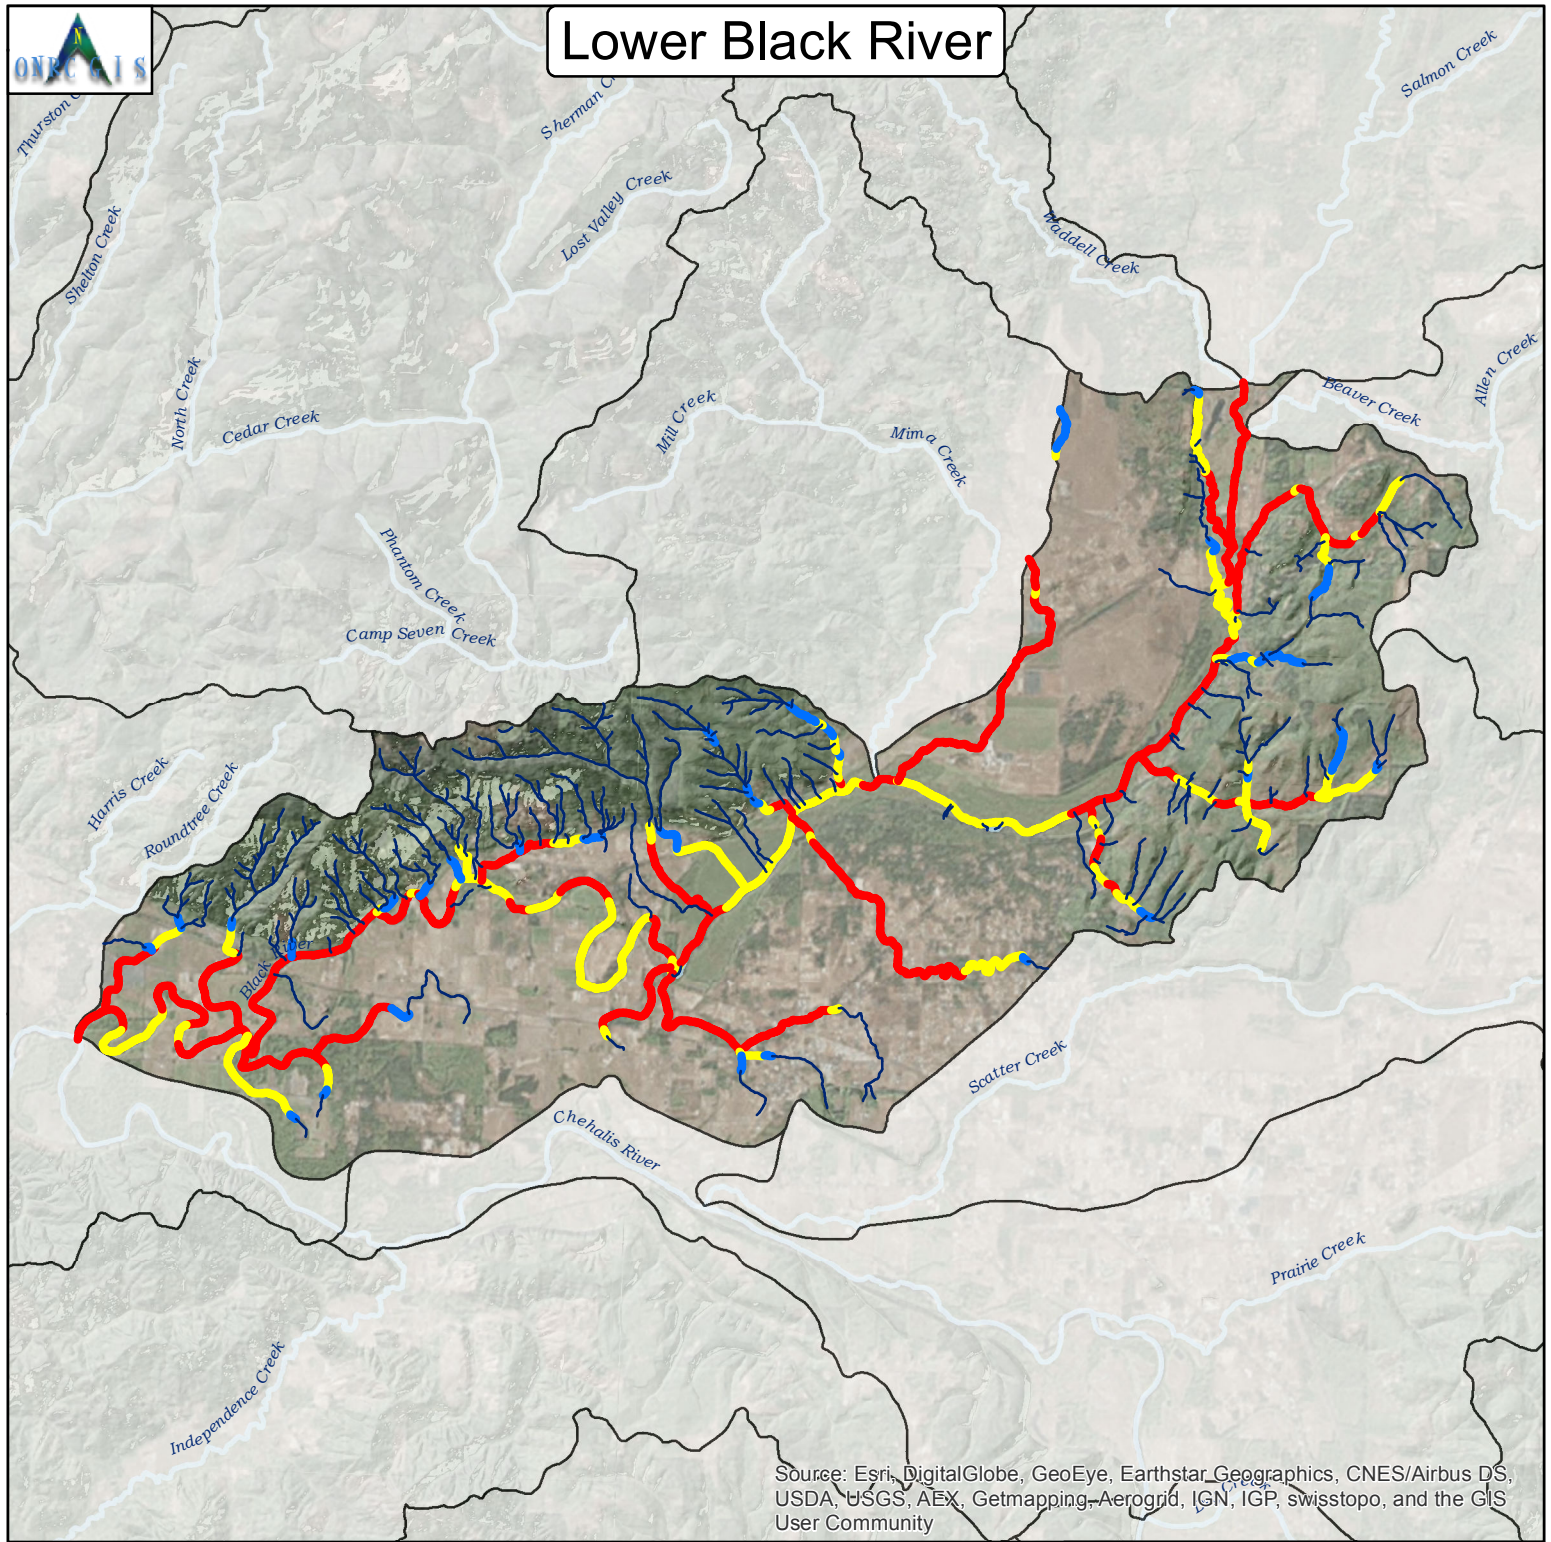 Lower Black River
N
ONRC GIS
Thurston C
Sherman C
Salmon Creek
Shelton Creek
Lost Valley Creek
Waddell Creek
North Creek
Cedar Creek
Mill Creek
Mima Creek
Beaver Creek
Allen Creek
Phantom Creek
Camp Seven Creek
Harris Creek
Roundtree Creek
Black River
Scatter Creek
Chehalis River
Prairie Creek
Independence Creek
Creek
Source: Esri, DigitalGlobe, GeoEye, Earthstar Geographics, CNES/Airbus DS,
USDA, USGS, AEX, Getmapping, Aerogrid, IGN, IGP, swisstopo, and the GIS
User Community